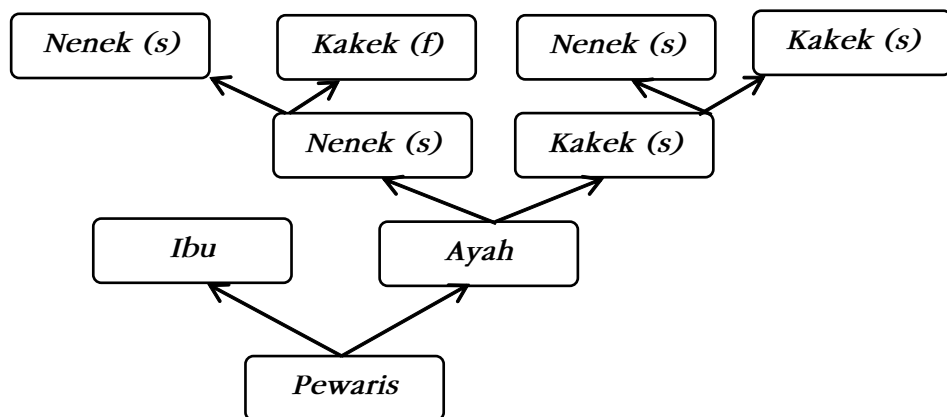 Nenek (s)
Kakek (f)
Nenek (s)
Kakek (s)
Nenek (s)
Kakek (s)
Ibu
Ayah
Pewaris